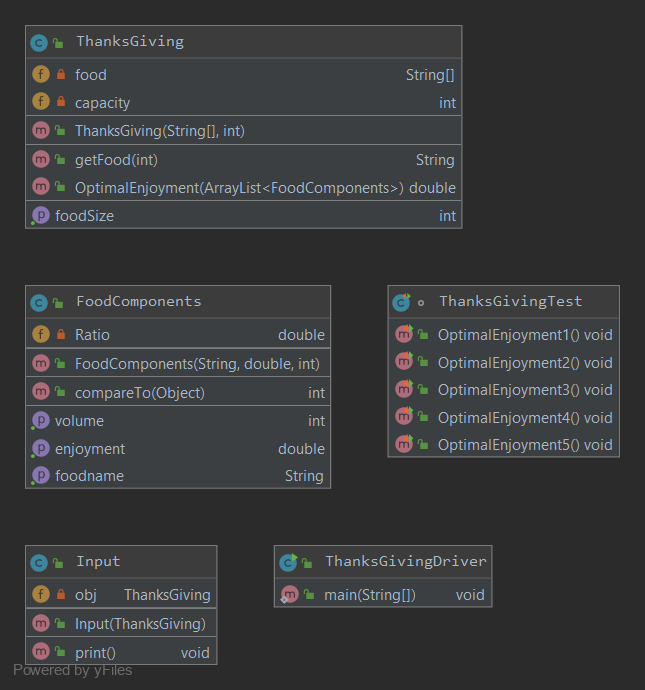 ThanksGiving
food String[]
capacity int
ThanksGiving(String[], int)
getFood(int) String
OptimalEnjoyment(ArrayList<FoodComponents>) double
foodSize int
FoodComponents
Ratio double
FoodComponents(String, double, int)
compareTo(Object) int
volume int
enjoyment double
foodname String
ThanksGivingTest
OptimalEnjoyment1() void
OptimalEnjoyment2() void
OptimalEnjoyment3() void
OptimalEnjoyment4() void
OptimalEnjoyment5() void
Input
obj ThanksGiving
Input(ThanksGiving)
print() void
ThanksGivingDriver
main(String[]) void
Powered by yFiles